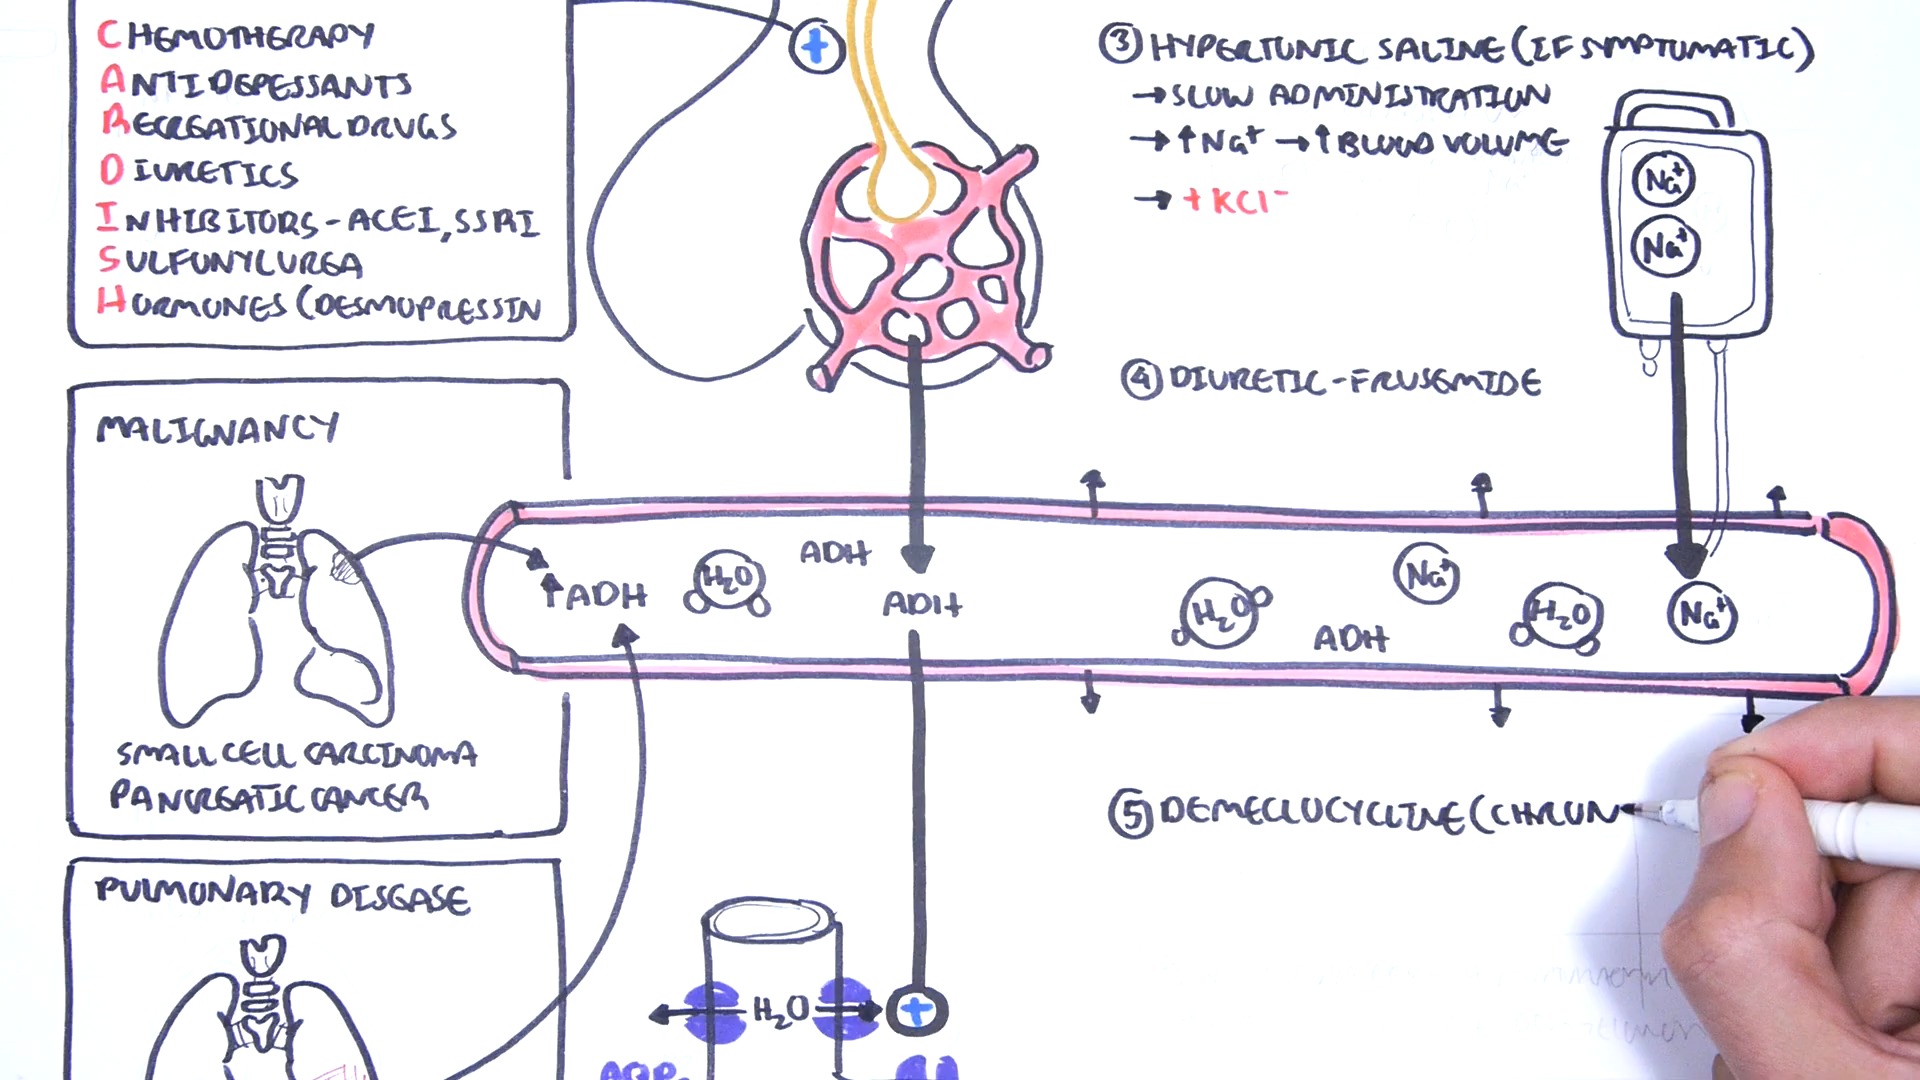 CHEMOTHERAPY
ANTIDEPESSANTS
RECREATIONAL DRUGS
DIURETICS
INHIBITORS - ACEI, SSRI
SULFONYLUREA
HORMONES (DESMOPRESSIN
MALIGNANCY
SMALL CELL CARCINOMA
PANCREATIC CANCER
PULMONARY DISEASE
+
↑ADH
H2O
ADH
ADH
H2O
ADH
Na+
H2O
Na+
③ HYPERTONIC SALINE (IF SYMPTOMATIC)
→ SLOW ADMINISTRATION
→ ↑Na+ → ↑BLOOD VOLUME
→ + KCl-
Na+
Na+
④ DIURETIC - FRUSEMIDE
⑤ DEMECLOCYCLINE (CHRON
H2O
+